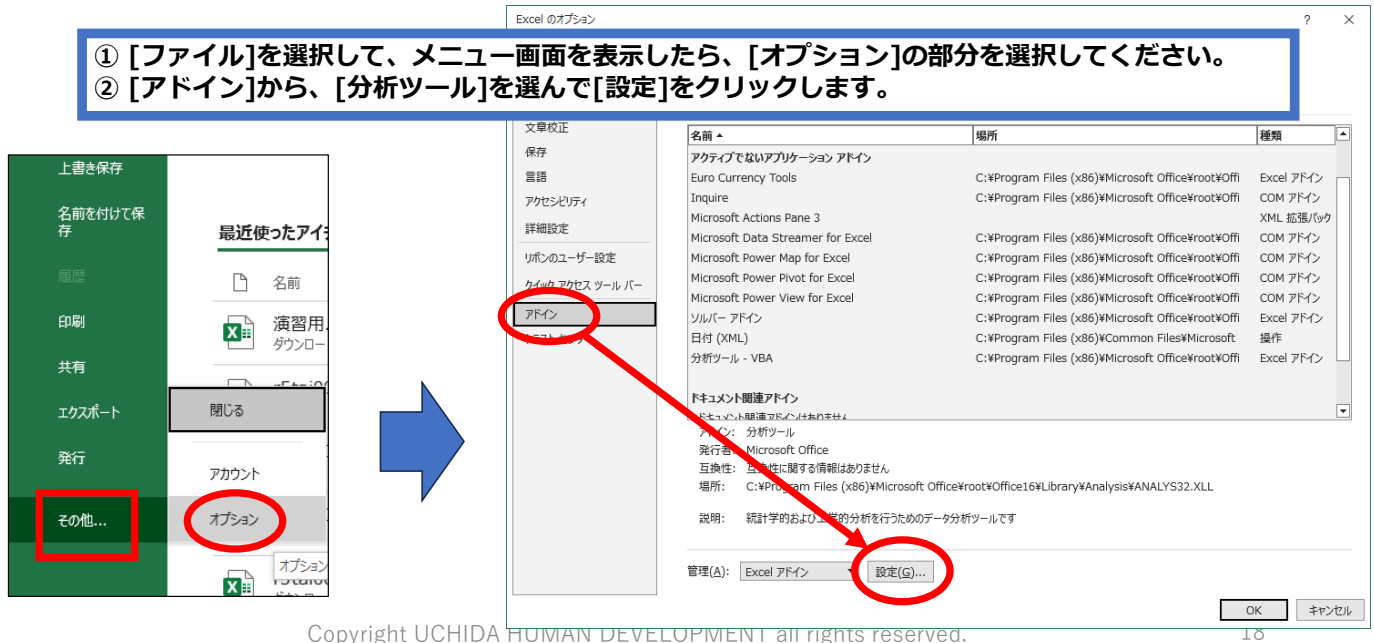 Excel のオプション
? ×
① [ファイル]を選択して、メニュー画面を表示したら、[オプション]の部分を選択してください。
② [アドイン]から、[分析ツール]を選んで[設定]をクリックします。
上書き保存
名前を付けて保
存
履歴
印刷
共有
エクスポート
発行
その他...
最近使ったアイ
名前
演習用
ダウンロー
閉じる
アカウント
オプション
オプション
文章校正
保存
言語
アクセシビリティ
詳細設定
リボンのユーザー設定
クイック アクセス ツール バー
アドイン
名前 場所 種類
アクティブでないアプリケーション アドイン
Euro Currency Tools C:¥Program Files (x86)¥Microsoft Office¥root¥Offi Excel アドイン
Inquire C:¥Program Files (x86)¥Microsoft Office¥root¥Offi COM アドイン
Microsoft Actions Pane 3 XML 拡張パック
Microsoft Data Streamer for Excel C:¥Program Files (x86)¥Microsoft Office¥root¥Offi COM アドイン
Microsoft Power Map for Excel C:¥Program Files (x86)¥Microsoft Office¥root¥Offi COM アドイン
Microsoft Power Pivot for Excel C:¥Program Files (x86)¥Microsoft Office¥root¥Offi COM アドイン
Microsoft Power View for Excel C:¥Program Files (x86)¥Microsoft Office¥root¥Offi COM アドイン
ソルバー アドイン C:¥Program Files (x86)¥Microsoft Office¥root¥Offi Excel アドイン
日付 (XML) C:¥Program Files (x86)¥Common Files¥Microsoft 操作
分析ツール - VBA C:¥Program Files (x86)¥Microsoft Office¥root¥Offi Excel アドイン
ドキュメント関連アドイン
ドキュメント関連アドインはありません
アドイン: 分析ツール
発行者: Microsoft Office
互換性: 互換性に関する情報はありません
場所: C:¥Program Files (x86)¥Microsoft Office¥root¥Office16¥Library¥Analysis¥ANALYS32.XLL
説明: 統計学的および工学的分析を行うためのデータ分析ツールです
管理(A): Excel アドイン 設定(G)...
OK キャンセル
Copyright UCHIDA HUMAN DEVELOPMENT all rights reserved.
18